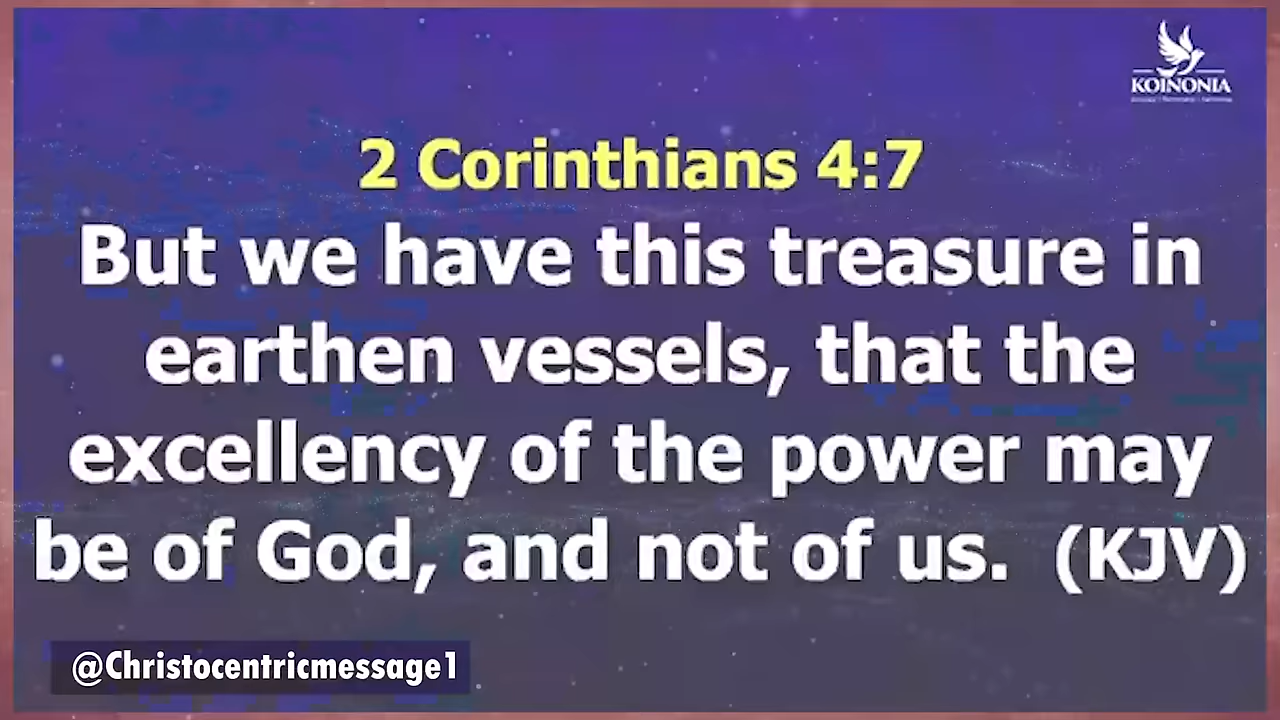 KOINONIA
2 Corinthians 4:7
But we have this treasure in
earthen vessels, that the
excellency of the power may
be of God, and not of us. (KJV)
@Christocentricmessage1